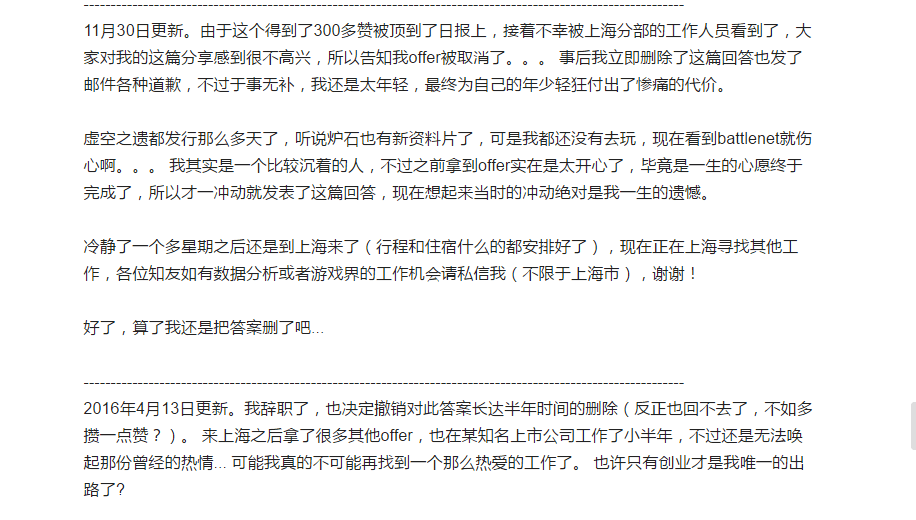 ---------------------------------------------------------------------------------------------------------------
11月30日更新。由于这个得到了300多赞被顶到了日报上，接着不幸被上海分部的工作人员看到了，大
家对我的这篇分享感到很不高兴，所以告知我offer被取消了。。。 事后我立即删除了这篇回答也发了
邮件各种道歉，不过于事无补，我还是太年轻，最终为自己的年少轻狂付出了惨痛的代价。
虚空之遗都发行那么多天了，听说炉石也有新资料片了，可是我都还没有去玩，现在看到battlenet就伤
心啊。。。 我其实是一个比较沉着的人，不过之前拿到offer实在是太开心了，毕竟是一生的心愿终于
完成了，所以才一冲动就发表了这篇回答，现在想起来当时的冲动绝对是我一生的遗憾。
冷静了一个多星期之后还是到上海来了（行程和住宿什么的都安排好了），现在正在上海寻找其他工
作，各位知友如有数据分析或者游戏界的工作机会请私信我（不限于上海市），谢谢！
好了，算了我还是把答案删了吧...
---------------------------------------------------------------------------------------------------------------
2016年4月13日更新。我辞职了，也决定撤销对此答案长达半年时间的删除（反正也回不去了，不如多
攒一点赞？）。 来上海之后拿了很多其他offer，也在某知名上市公司工作了小半年，不过还是无法唤
起那份曾经的热情... 可能我真的不可能再找到一个那么热爱的工作了。 也许只有创业才是我唯一的出
路了?